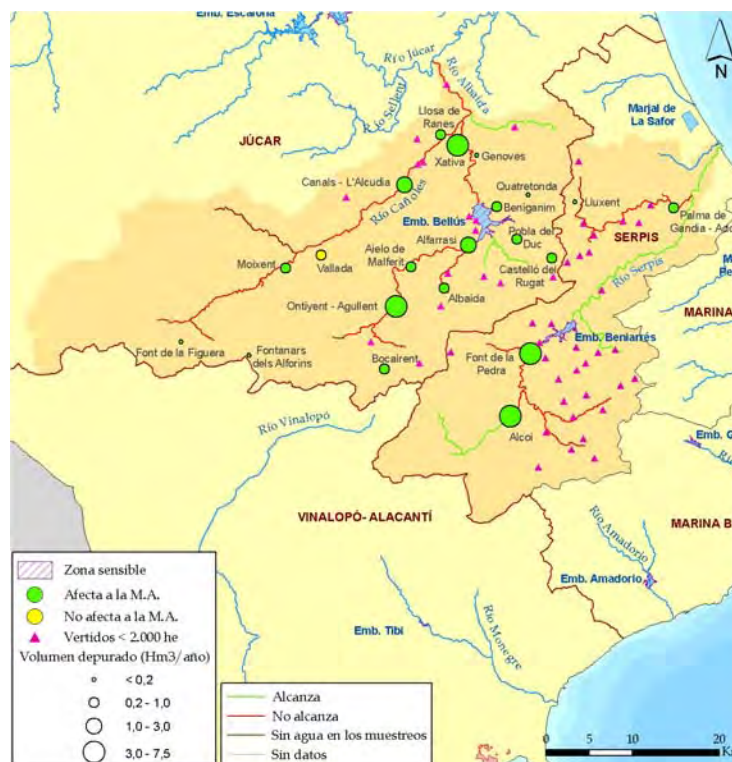 Emb. Escalona
Río Júcar
Río Albaida
Río Sellent
N
Marjal de
La Safor
Llosa de
Ranes
JÚCAR
Xativa
Genoves
Canals - L'Alcudia
Quatretonda
Lluxent
Río Cañoles
Beniganim
Palma de
Gandia - Ador
Emb. Bellús
Pobla del
Duc
SERPIS
Alfarrasi
Aielo de
Malferit
Moixent
Vallada
Castelló del
Rugat
Río Serpis
Albaida
Ontiyent - Agullent
MARINA
Emb. Beniarrés
Font de la Figuera
Fontanars
dels Alforins
Bocairent
Font de la
Pedra
Río Vinalopó
Alcoi
VINALOPÓ- ALACANTÍ
MARINA B
Río Amadorio
Emb. Amadorio
Emb. Tibi
Río Monegre
Zona sensible
Afecta a la M.A.
No afecta a la M.A.
Vertidos < 2.000 he
Volumen depurado (Hm3/año)
< 0,2
0,2 - 1,0
1,0 - 3,0
3,0 - 7,5
Alcanza
No alcanza
Sin agua en los muestreos
Sin datos
0 5 10 20